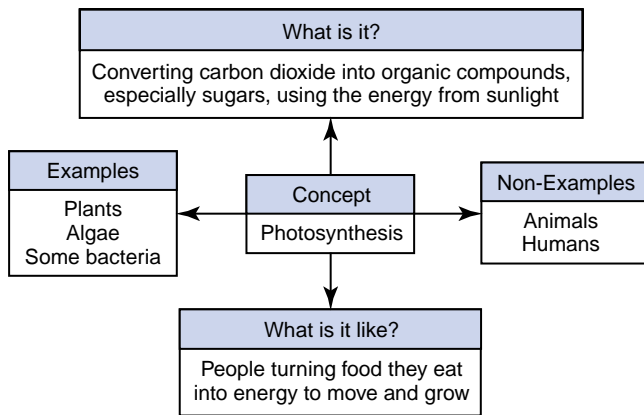 What is it?
Converting carbon dioxide into organic compounds,
especially sugars, using the energy from sunlight
Examples
Plants
Algae
Some bacteria
Concept
Photosynthesis
Non-Examples
Animals
Humans
What is it like?
People turning food they eat
into energy to move and grow